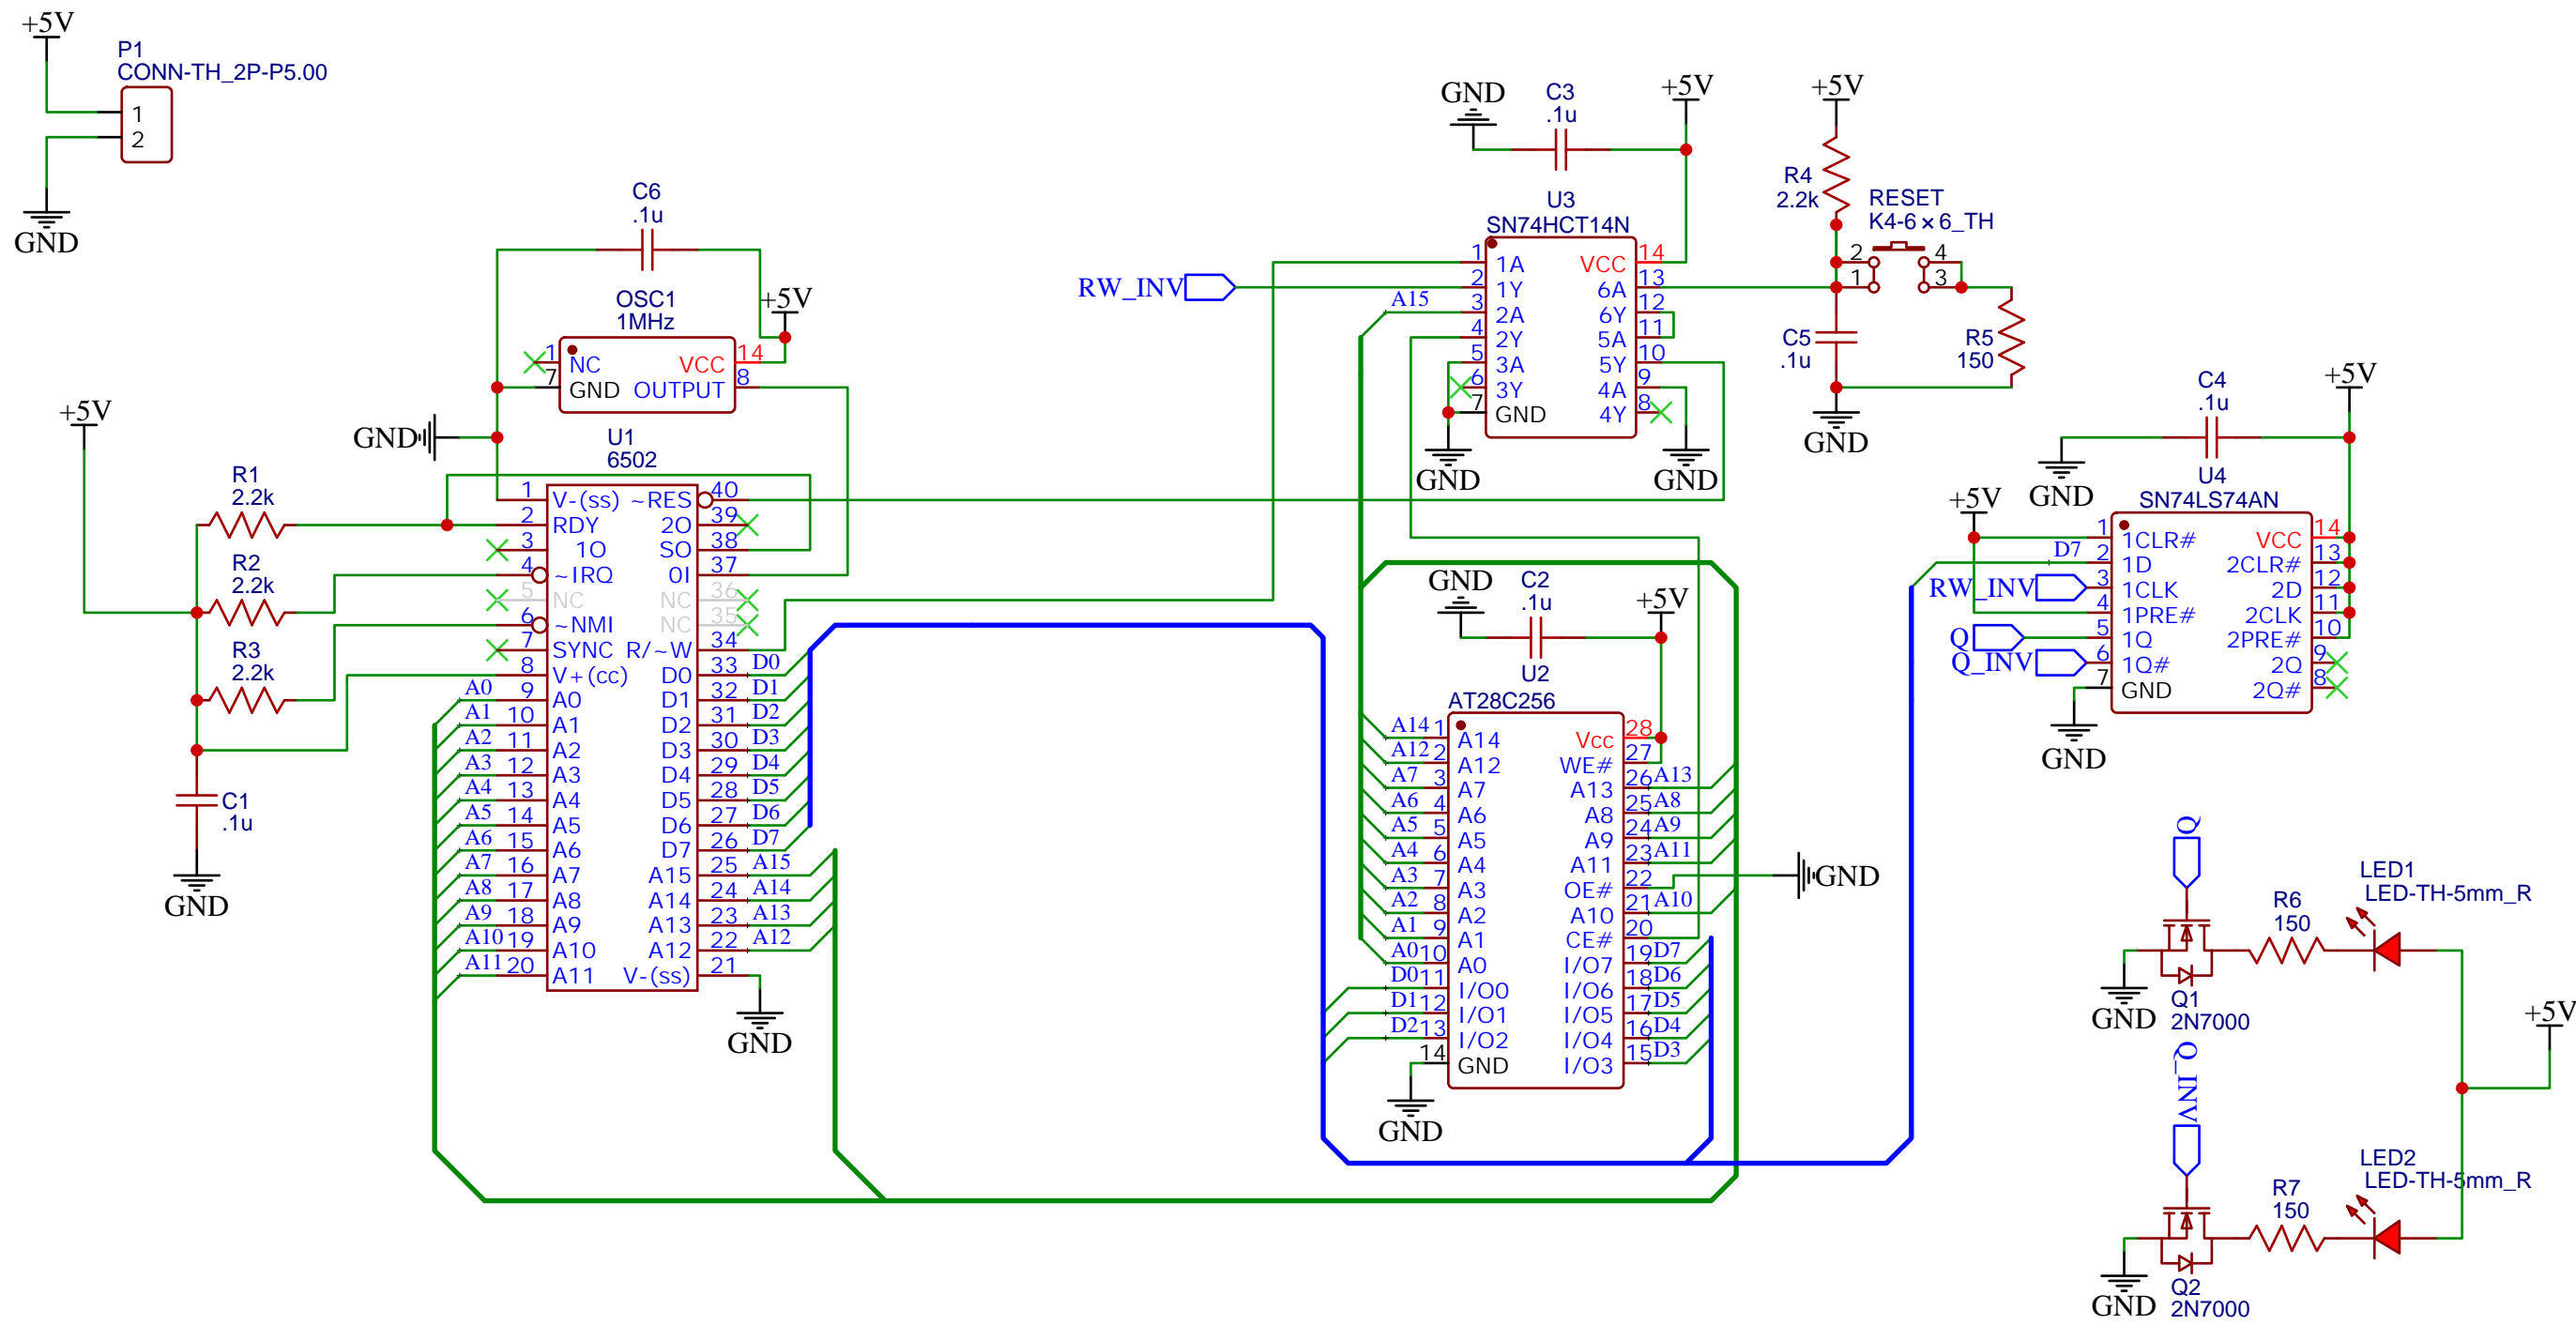 +5V
P1
CONN-TH_2P-P5.00
1
2
GND
C6
.1u
OSC1
1MHz
+5V
1 NC VCC 14
7 GND OUTPUT 8
GND
+5V
R1
2.2k
R2
2.2k
R3
2.2k
C1
.1u
GND
U1
6502
1 V-(ss) ~RES 40
2 RDY 2O 39
3 1O SO 38
4 ~IRQ 0I 37
5 NC NC 36
6 ~NMI NC 35
7 SYNC R/~W 34
8 V+(cc) D0 33 D0
A0 9 A0 D1 32 D1
A1 10 A1 D2 31 D2
A2 11 A2 D3 30 D3
A3 12 A3 D4 29 D4
A4 13 A4 D5 28 D5
A5 14 A5 D6 27 D6
A6 15 A6 D7 26 D7
A7 16 A7 A15 25 A15
A8 17 A8 A14 24 A14
A9 18 A9 A13 23 A13
A10 19 A10 A12 22 A12
A11 20 A11 V-(ss) 21
GND
GND
C3
.1u
+5V
U3
SN74HCT14N
1 1A VCC 14
RW_INV 2 1Y 6A 13
A15 3 2A 6Y 12
4 2Y 5A 11
5 3A 5Y 10
6 3Y 4A 9
7 GND 4Y 8
GND
GND
+5V
R4
2.2k
RESET
K4-6×6_TH
2 4
1 3
C5
.1u
R5
150
GND
GND
C2
.1u
+5V
U2
AT28C256
A14 1 A14 Vcc 28
A12 2 A12 WE# 27
A7 3 A7 A13 26 A13
A6 4 A6 A8 25 A8
A5 5 A5 A9 24 A9
A4 6 A4 A11 23 A11
A3 7 A3 OE# 22 GND
A2 8 A2 A10 21 A10
A1 9 A1 CE# 20
A0 10 A0 I/O7 19 D7
D0 11 I/O0 I/O6 18 D6
D1 12 I/O1 I/O5 17 D5
D2 13 I/O2 I/O4 16 D4
14 GND I/O3 15 D3
GND
C4
.1u
+5V
GND
U4
SN74LS74AN
+5V
1 1CLR# VCC 14
D7 2 1D 2CLR# 13
RW_INV 3 1CLK 2D 12
4 1PRE# 2CLK 11
Q 5 1Q 2PRE# 10
Q_INV 6 1Q# 2Q 9
7 GND 2Q# 8
GND
Q
GND
Q1
2N7000
R6
150
LED1
LED-TH-5mm_R
+5V
Q_INV
GND
Q2
2N7000
R7
150
LED2
LED-TH-5mm_R